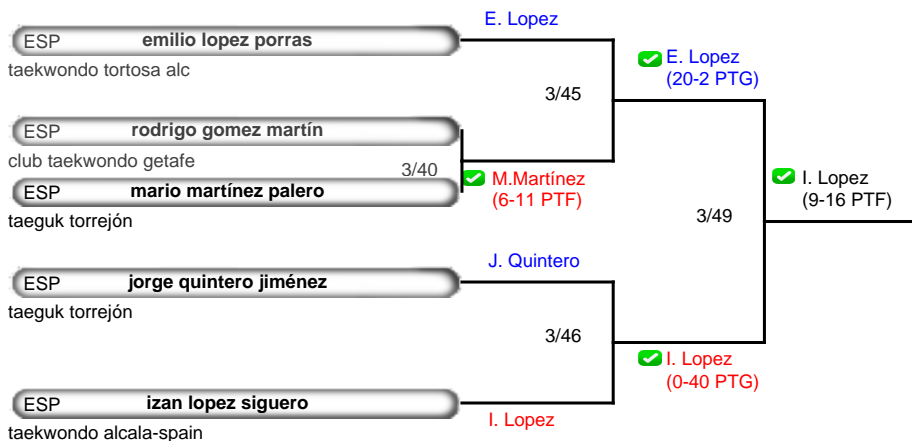 E. Lopez
ESP emilio lopez porras
taekwondo tortosa alc
E. Lopez
(20-2 PTG)
3/45
ESP rodrigo gomez martín
club taekwondo getafe
3/40
ESP mario martínez palero
taeguk torrejón
M.Martínez
(6-11 PTF)
I. Lopez
(9-16 PTF)
3/49
J. Quintero
ESP jorge quintero jiménez
taeguk torrejón
3/46
I. Lopez
(0-40 PTG)
ESP izan lopez siguero
taekwondo alcala-spain
I. Lopez